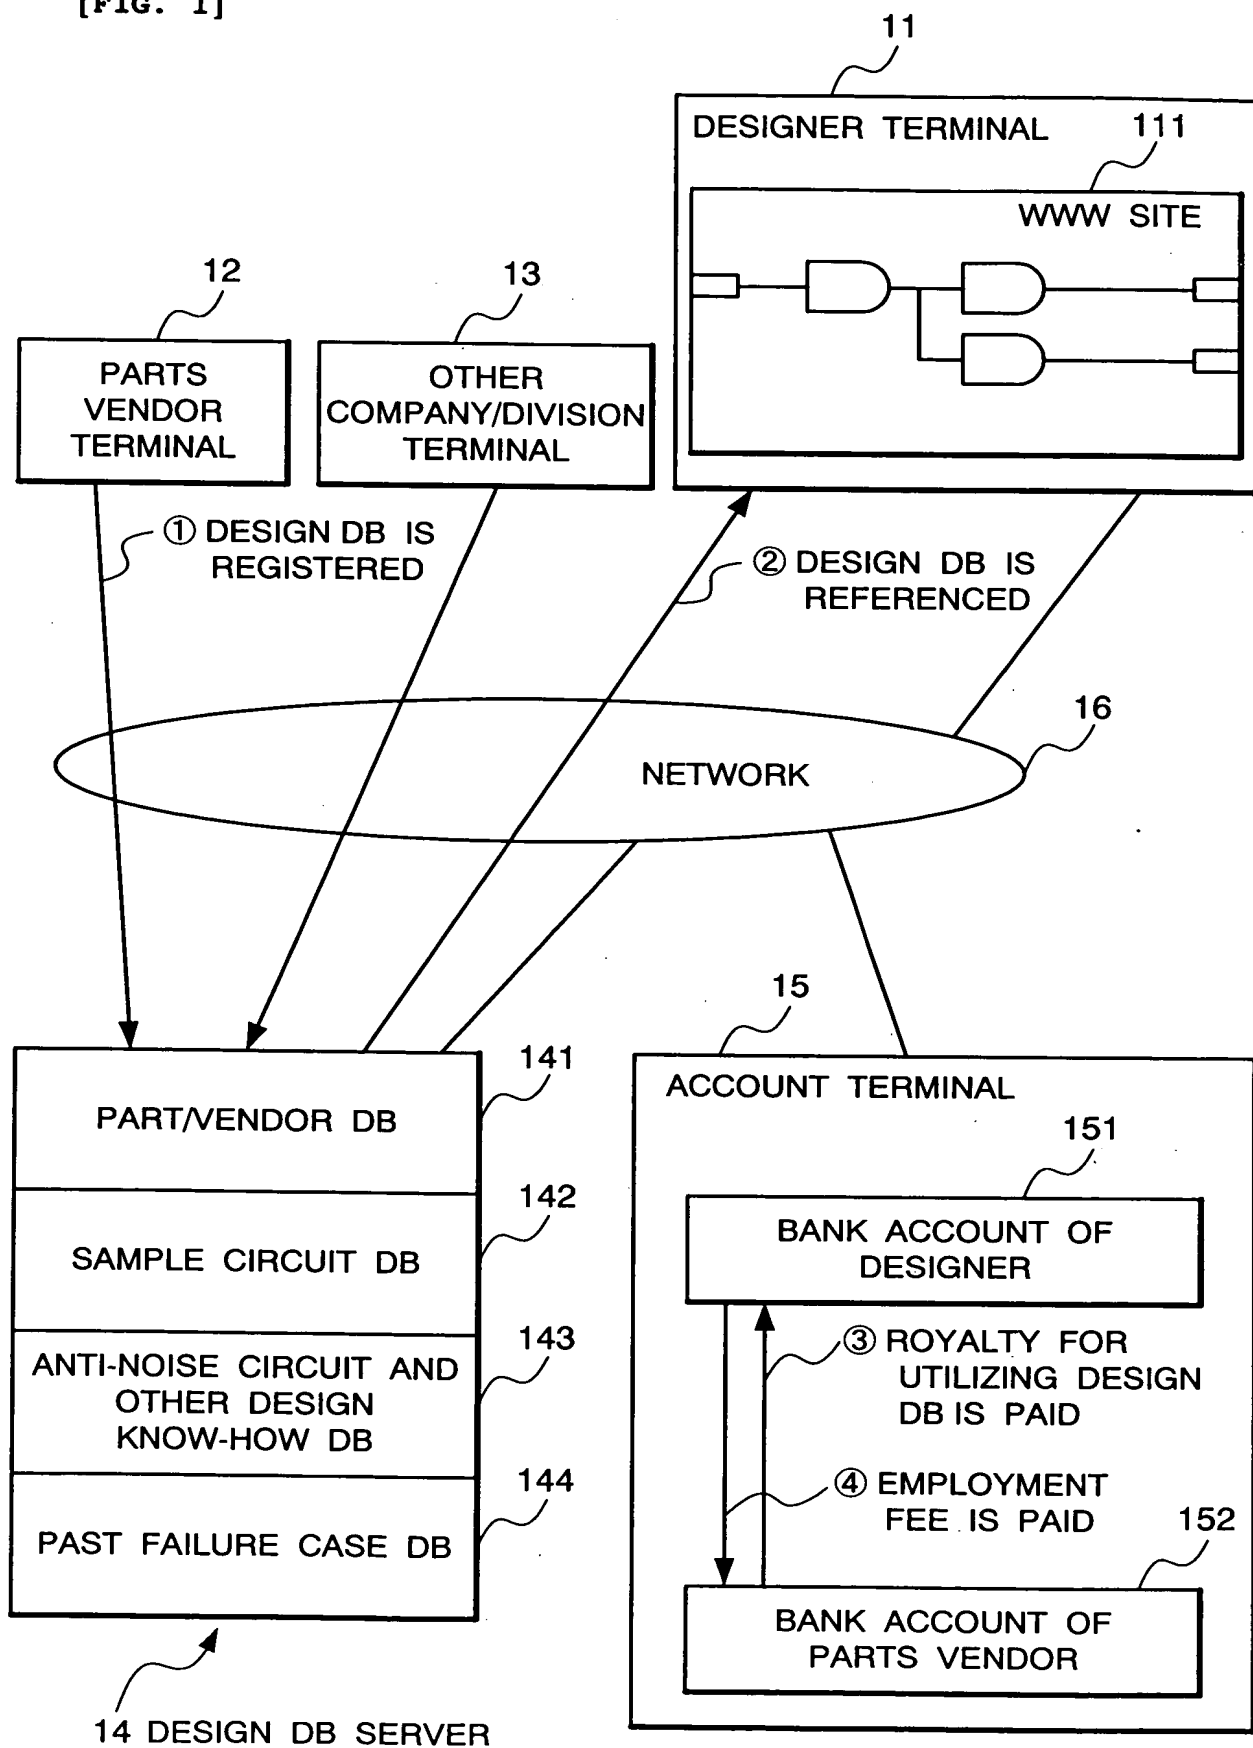 [FIG. 1]
11
DESIGNER TERMINAL
111
WWW SITE
12
13
PARTS
VENDOR
TERMINAL
OTHER
COMPANY/DIVISION
TERMINAL
① DESIGN DB IS
REGISTERED
② DESIGN DB IS
REFERENCED
16
NETWORK
15
141
PART/VENDOR DB
142
SAMPLE CIRCUIT DB
143
ANTI-NOISE CIRCUIT AND
OTHER DESIGN
KNOW-HOW DB
144
PAST FAILURE CASE DB
14 DESIGN DB SERVER
ACCOUNT TERMINAL
151
BANK ACCOUNT OF
DESIGNER
③ ROYALTY FOR
UTILIZING DESIGN
DB IS PAID
④ EMPLOYMENT
FEE IS PAID
152
BANK ACCOUNT OF
PARTS VENDOR